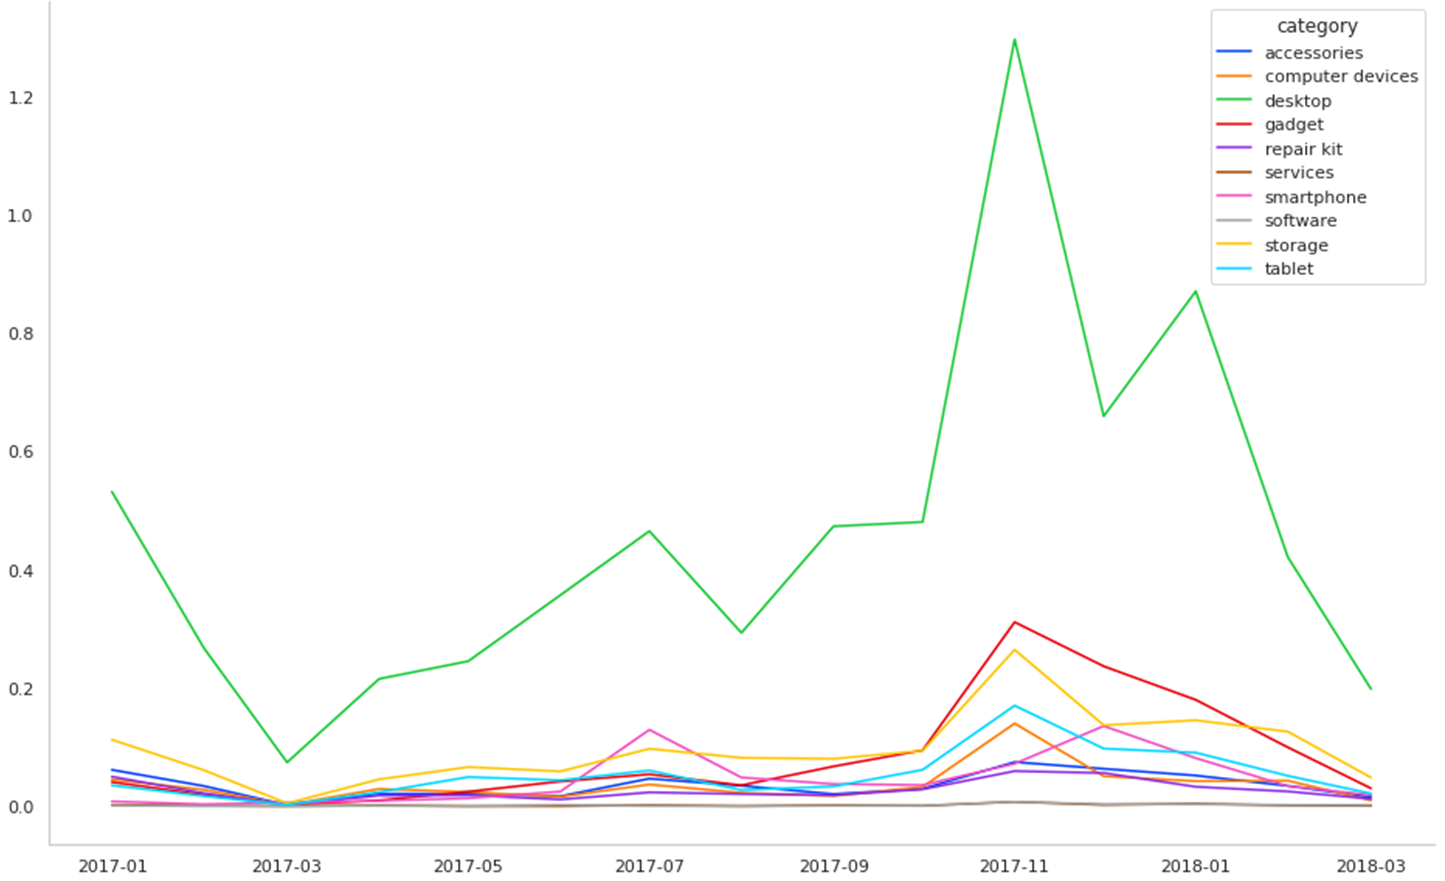 category
accessories
computer devices
desktop
gadget
repair kit
services
smartphone
software
storage
tablet
1.2
1.0
0.8
0.6
0.4
0.2
0.0
2017-01 2017-03 2017-05 2017-07 2017-09 2017-11 2018-01 2018-03